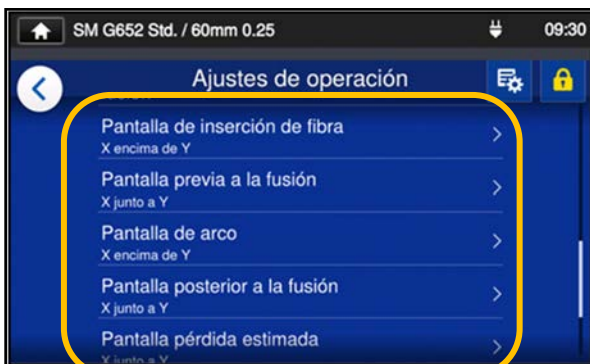 SM G652 Std. / 60mm 0.25 09:30
Ajustes de operación
Pantalla de inserción de fibra
X encima de Y
Pantalla previa a la fusión
X junto a Y
Pantalla de arco
X encima de Y
Pantalla posterior a la fusión
X junto a Y
Pantalla pérdida estimada
X junto a Y